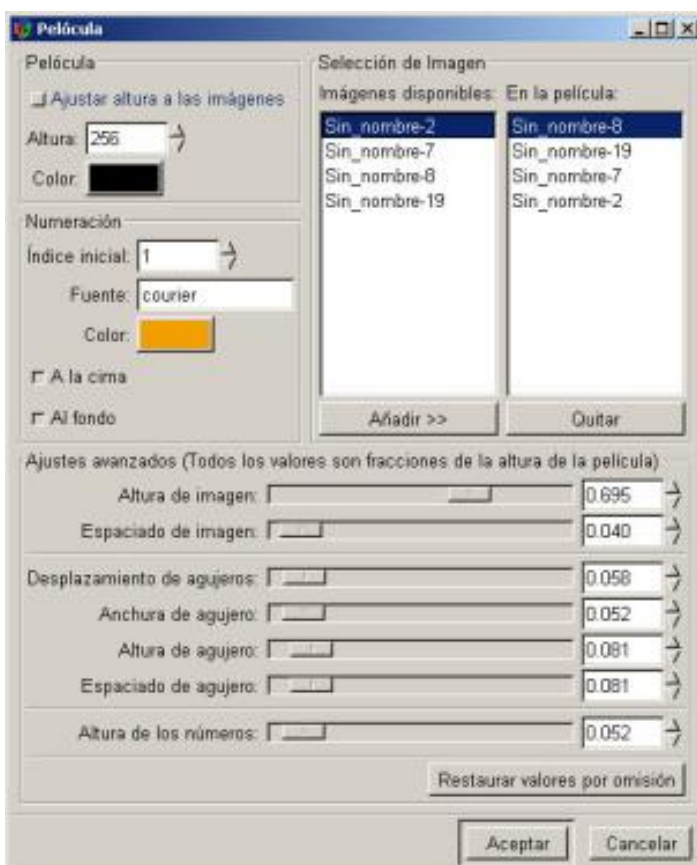 Pelócula
Pelócula
Ajustar altura a las imágenes
Altura: 256
Color:
Numeración
Índice inicial: 1
Fuente: courier
Color:
A la cima
Al fondo
Selección de Imagen
Imágenes disponibles:
Sin_nombre-2
Sin_nombre-7
Sin_nombre-8
Sin_nombre-19
Añadir >>
En la película:
Sin_nombre-8
Sin_nombre-19
Sin_nombre-7
Sin_nombre-2
Quitar
Ajustes avanzados (Todos los valores son fracciones de la altura de la película)
Altura de imagen: 0.695
Espaciado de imagen: 0.040
Desplazamiento de agujeros: 0.058
Anchura de agujero: 0.052
Altura de agujero: 0.081
Espaciado de agujero: 0.081
Altura de los números: 0.052
Restaurar valores por omisión
Aceptar Cancelar